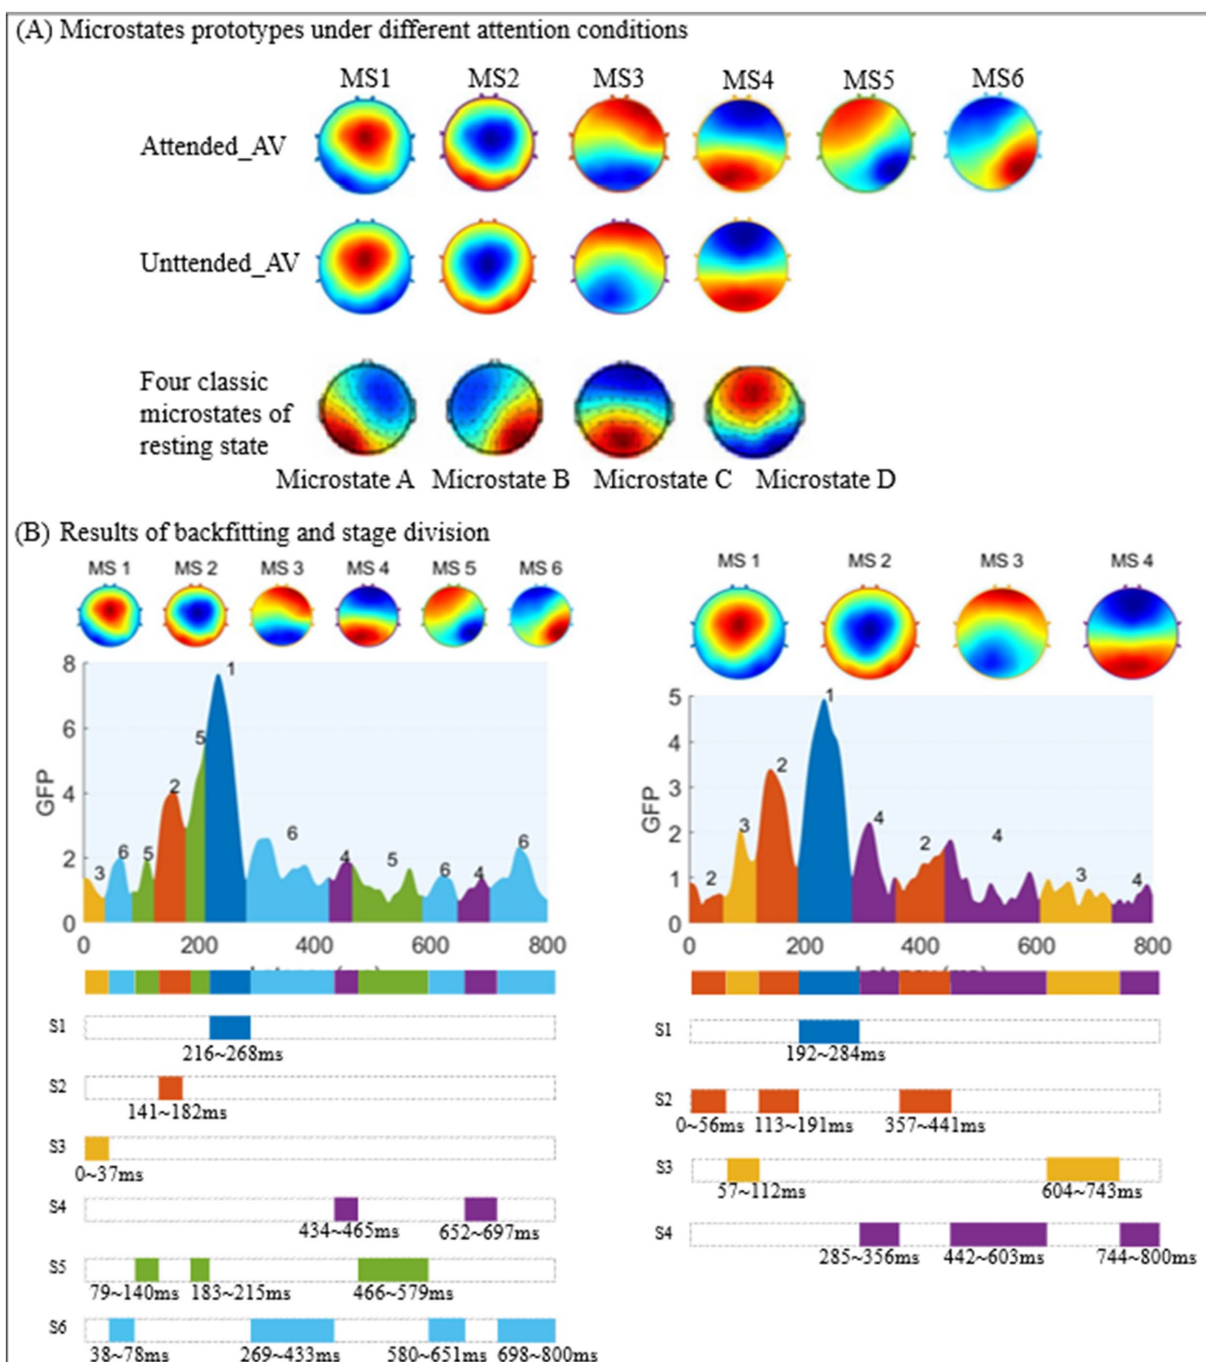 (A) Microstates prototypes under different attention conditions
MS1 MS2 MS3 MS4 MS5 MS6
Attended_AV
Unttended_AV
Four classic
microstates of
resting state
Microstate A Microstate B Microstate C Microstate D
(B) Results of backfitting and stage division
MS 1 MS 2 MS 3 MS 4 MS 5 MS 6
8
6
4
2
0
GFP
3 6 5 2 5 1 6 4 5 6 4 6
0 200 400 600 800
S1
216~268ms
S2
141~182ms
S3
0~37ms
S4
434~465ms 652~697ms
S5
79~140ms 183~215ms 466~579ms
S6
38~78ms 269~433ms 580~651ms 698~800ms
MS 1 MS 2 MS 3 MS 4
5
4
3
2
1
0
GFP
2 3 2 1 4 2 4 3 4
0 200 400 600 800
S1
192~284ms
S2
0~56ms 113~191ms 357~441ms
S3
57~112ms 604~743ms
S4
285~356ms 442~603ms 744~800ms